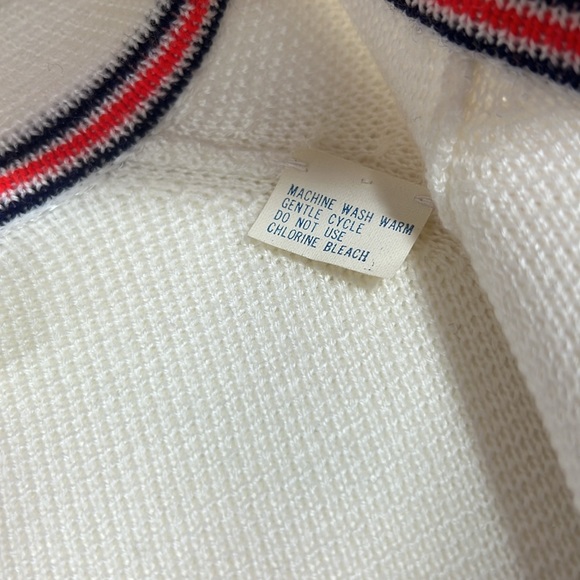 MACHINE WASH WARM
GENTLE CYCLE
DO NOT USE
CHLORINE BLEACH